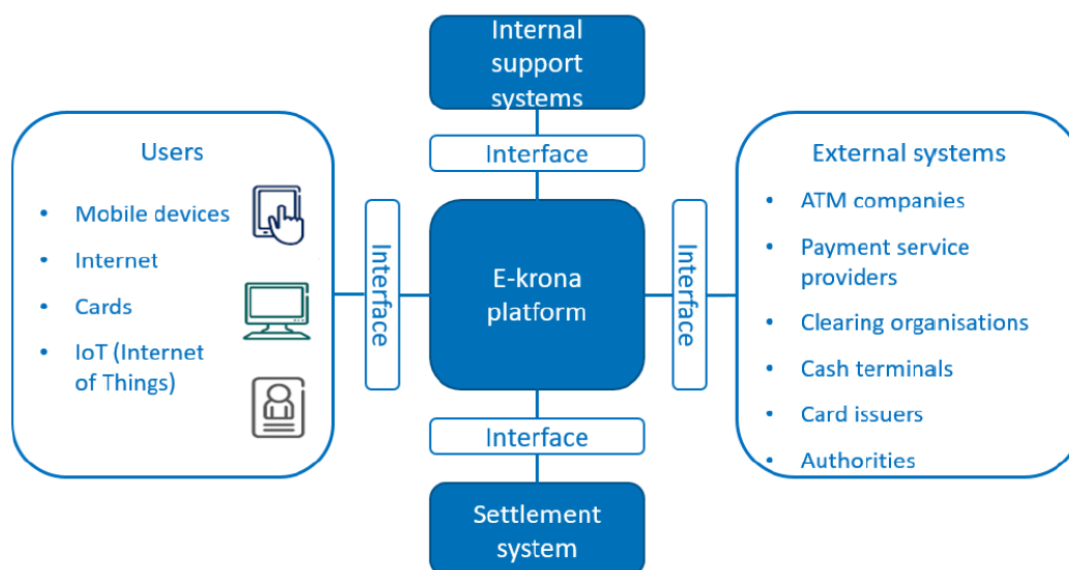 Internal
support
systems
Interface
Users
• Mobile devices
• Internet
• Cards
• IoT (Internet
of Things)
Interface
E-krona
platform
Interface
External systems
• ATM companies
• Payment service
providers
• Clearing organisations
• Cash terminals
• Card issuers
• Authorities
Interface
Settlement
system